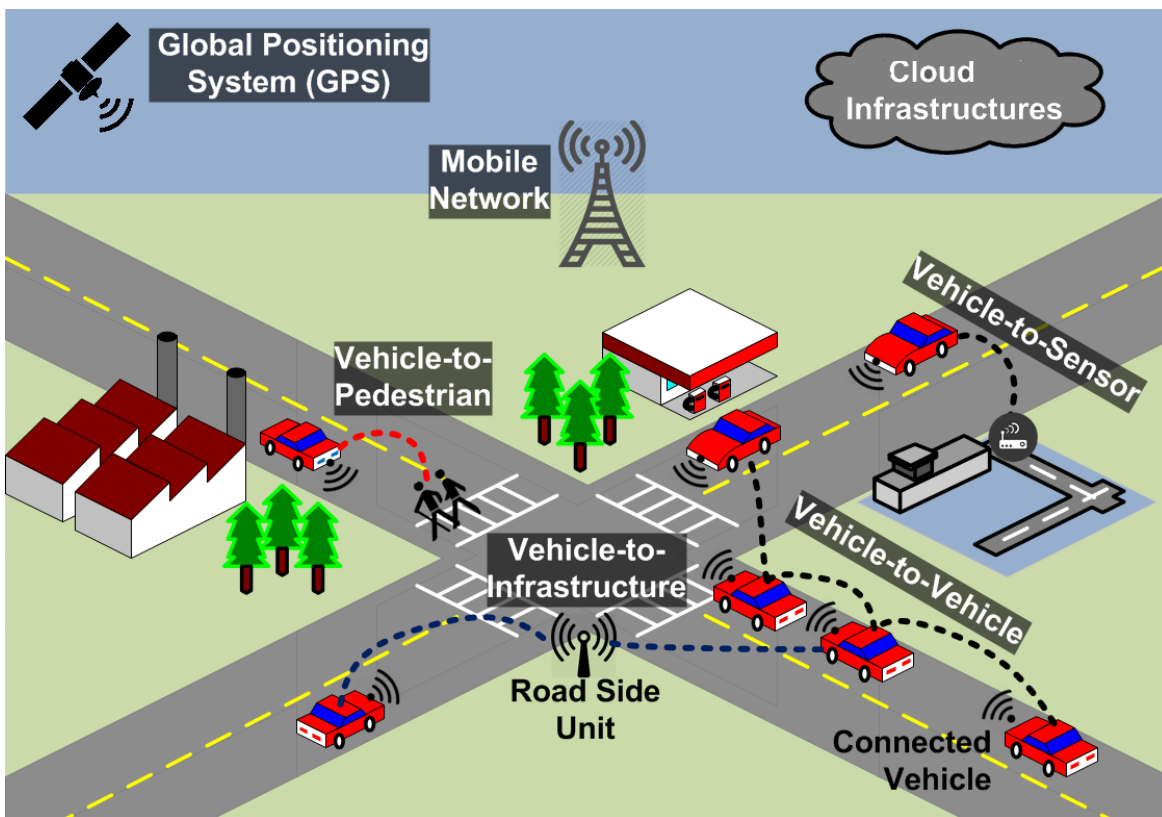 Global Positioning
System (GPS)
Cloud
Infrastructures
Mobile
Network
Vehicle-to-Sensor
Vehicle-to-
Pedestrian
Vehicle-to-
Infrastructure
Vehicle-to-Vehicle
Road Side
Unit
Connected
Vehicle